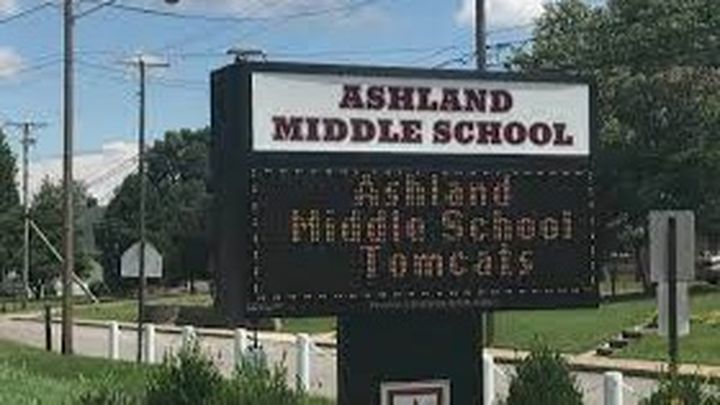 ASHLAND
MIDDLE SCHOOL
Ashland
Middle School
Tomcats